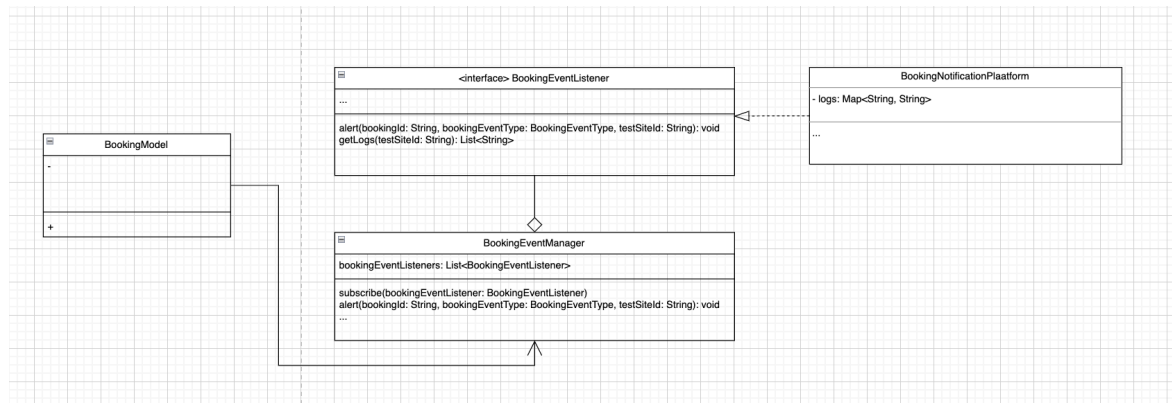 <interface> BookingEventListener
...
alert(bookingId: String, bookingEventType: BookingEventType, testSiteId: String): void
getLogs(testSiteId: String): List<String>
BookingNotificationPlaatform
- logs: Map<String, String>
...
BookingModel
-
+
BookingEventManager
bookingEventListeners: List<BookingEventListener>
subscribe(bookingEventListener: BookingEventListener)
alert(bookingId: String, bookingEventType: BookingEventType, testSiteId: String): void
...